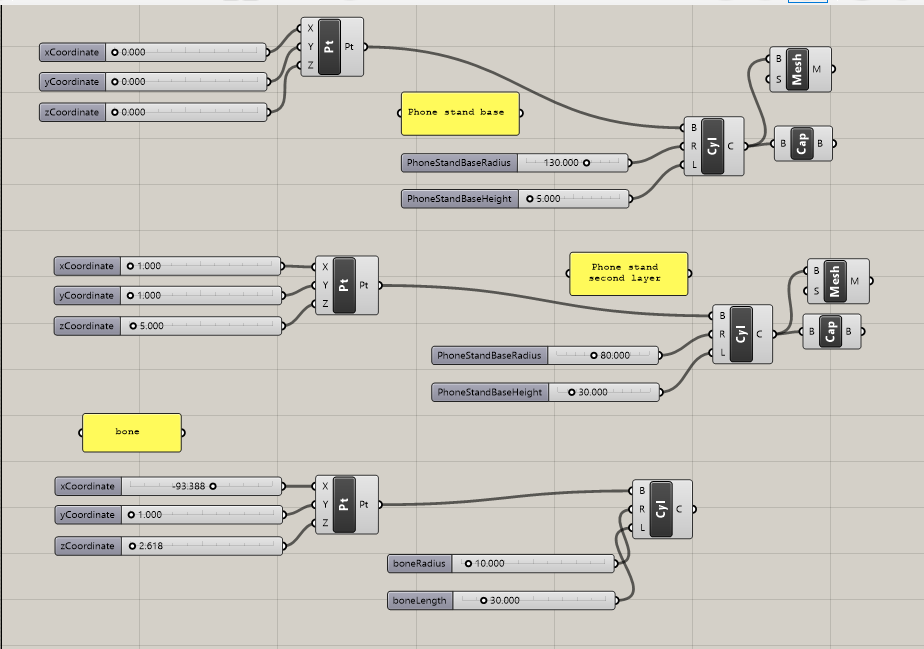 xCoordinate 0.000
yCoordinate 0.000
zCoordinate 0.000
X
Y
Z
Pt
Pt
Phone stand base
PhoneStandBaseRadius 130.000
PhoneStandBaseHeight 5.000
B
R
L
Cyl
C
B
S
Mesh
M
B
Cap
B
xCoordinate 1.000
yCoordinate 1.000
zCoordinate 5.000
X
Y
Z
Pt
Pt
Phone stand
second layer
PhoneStandBaseRadius 80.000
PhoneStandBaseHeight 30.000
B
R
L
Cyl
C
B
S
Mesh
M
B
Cap
B
bone
xCoordinate -93.388
yCoordinate 1.000
zCoordinate 2.618
X
Y
Z
Pt
Pt
boneRadius 10.000
boneLength 30.000
B
R
L
Cyl
C